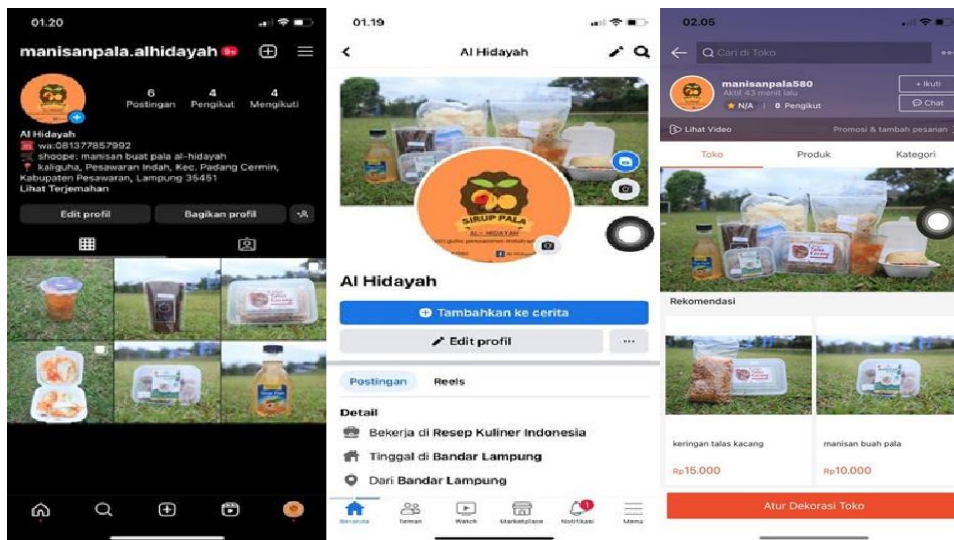 01.20
manisanpala.alhidayah 9+
6 4 4
Postingan Pengikut Mengikuti
Al Hidayah
wa:081377857992
shoope: manisan buat pala al-hidayah
kaliguha, Pesawaran Indah, Kec. Padang Cermin,
Kabupaten Pesawaran, Lampung 35451
Lihat Terjemahan
Edit profil
Bagikan profil
01.19
Al Hidayah
SIRUP PALA
AL- HIDAYAH
Al Hidayah
Tambahkan ke cerita
Edit profil
Postingan Reels
Detail
Bekerja di Resep Kuliner Indonesia
Tinggal di Bandar Lampung
Dari Bandar Lampung
Beranda Teman Watch Marketplace Notifikasi Menu
02.05
Cari di Toko
manisanpala580
Aktif 43 menit lalu
N/A | 0 Pengikut
+ Ikuti
Chat
Lihat Video
Promosi & tambah pesanan
Toko Produk Kategori
Rekomendasi
keringan talas kacang
manisan buah pala
Rp15.000
Rp10.000
Atur Dekorasi Toko